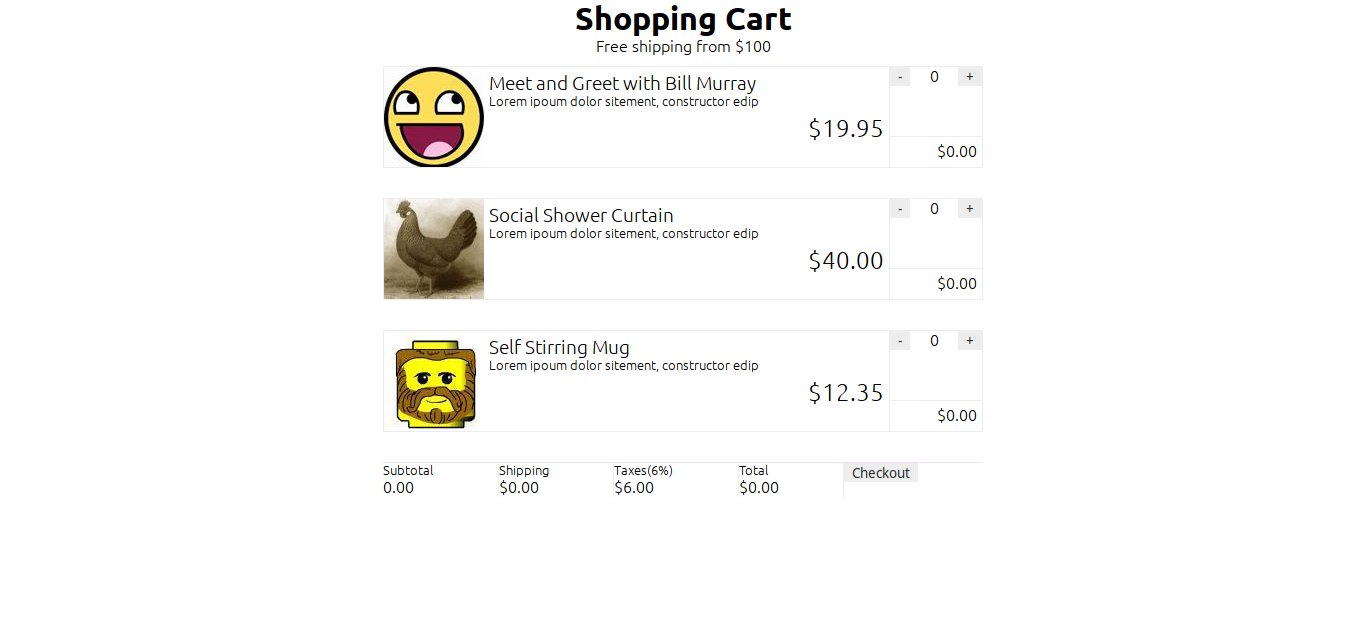 Shopping Cart
Free shipping from $100
Meet and Greet with Bill Murray
Lorem ipoum dolor sitement, constructor edip
$19.95
- 0 +
$0.00
Social Shower Curtain
Lorem ipoum dolor sitement, constructor edip
$40.00
- 0 +
$0.00
Self Stirring Mug
Lorem ipoum dolor sitement, constructor edip
$12.35
- 0 +
$0.00
Subtotal Shipping Taxes(6%) Total Checkout
0.00 $0.00 $6.00 $0.00